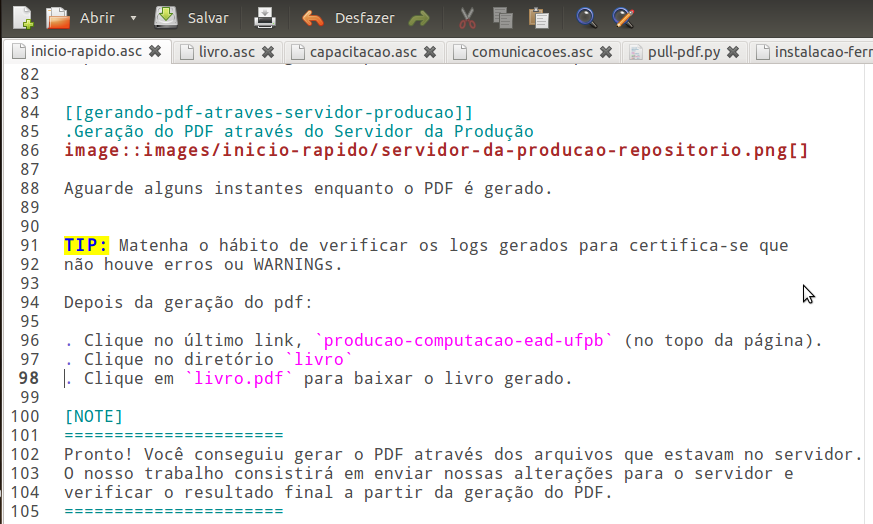 Abrir Salvar Desfazer
inicio-rapido.asc livro.asc capacitacao.asc comunicacoes.asc pull-pdf.py instalacao-ferr
82
83
84 [[gerando-pdf-atraves-servidor-producao]]
85 .Geração do PDF através do Servidor da Produção
86 image::images/inicio-rapido/servidor-da-producao-repositorio.png[]
87
88 Aguarde alguns instantes enquanto o PDF é gerado.
89
90
91 TIP: Matenha o hábito de verificar os logs gerados para certifica-se que
92 não houve erros ou WARNINGs.
93
94 Depois da geração do pdf:
95
96 . Clique no último link, `producao-computacao-ead-ufpb` (no topo da página).
97 . Clique no diretório `livro`
98 . Clique em `livro.pdf` para baixar o livro gerado.
99
100 [NOTE]
101 ======================
102 Pronto! Você conseguiu gerar o PDF através dos arquivos que estavam no servidor.
103 O nosso trabalho consistirá em enviar nossas alterações para o servidor e
104 verificar o resultado final a partir da geração do PDF.
105 ======================